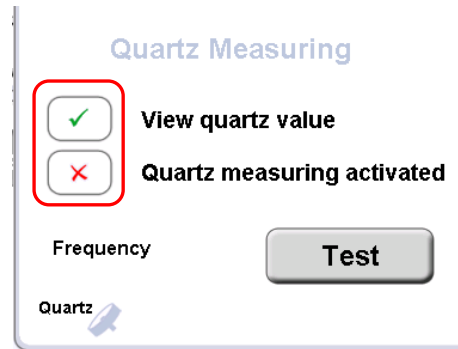 Quartz Measuring
View quartz value
Quartz measuring activated
Frequency
Test
Quartz